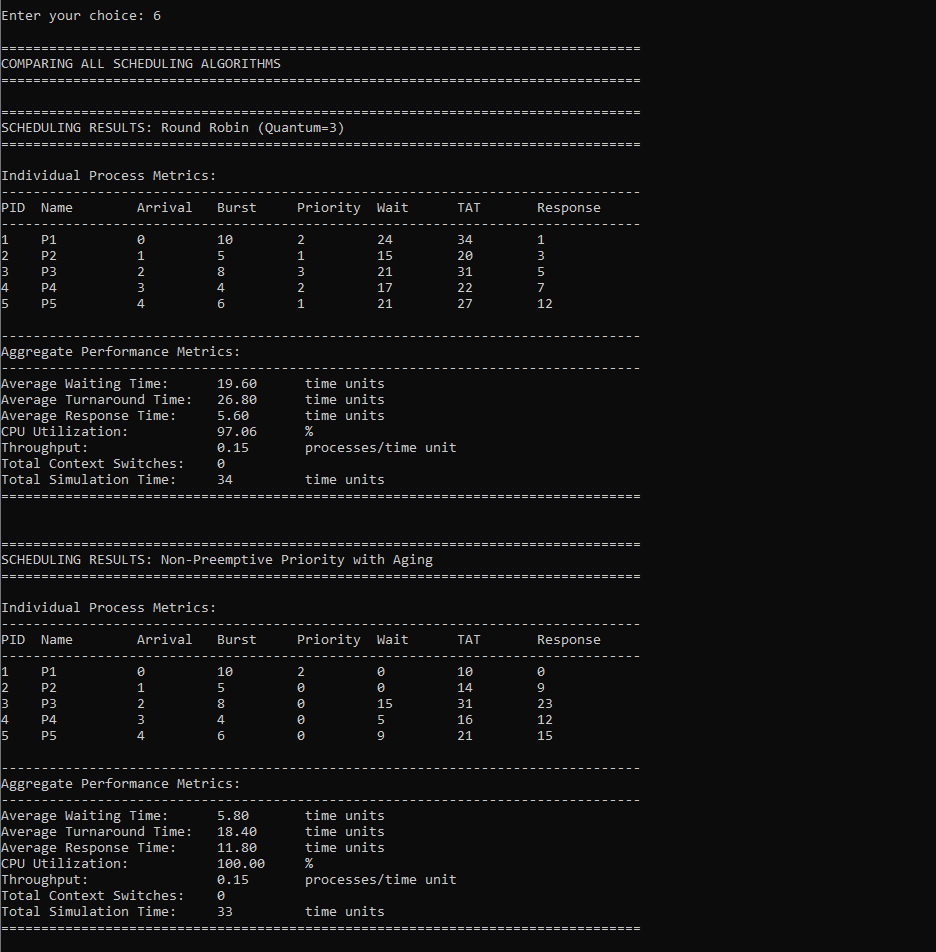 Enter your choice: 6
================================================================================
COMPARING ALL SCHEDULING ALGORITHMS
================================================================================
================================================================================
SCHEDULING RESULTS: Round Robin (Quantum=3)
================================================================================
Individual Process Metrics:
--------------------------------------------------------------------------------
PID  Name        Arrival   Burst     Priority  Wait      TAT       Response
--------------------------------------------------------------------------------
1    P1          0         10        2         24        34        1
2    P2          1         5         1         15        20        3
3    P3          2         8         3         21        31        5
4    P4          3         4         2         17        22        7
5    P5          4         6         1         21        27        12
--------------------------------------------------------------------------------
Aggregate Performance Metrics:
--------------------------------------------------------------------------------
Average Waiting Time:      19.60      time units
Average Turnaround Time:   26.80      time units
Average Response Time:     5.60       time units
CPU Utilization:           97.06      %
Throughput:                0.15       processes/time unit
Total Context Switches:    0
Total Simulation Time:     34         time units
================================================================================
================================================================================
SCHEDULING RESULTS: Non-Preemptive Priority with Aging
================================================================================
Individual Process Metrics:
--------------------------------------------------------------------------------
PID  Name        Arrival   Burst     Priority  Wait      TAT       Response
--------------------------------------------------------------------------------
1    P1          0         10        2         0         10        0
2    P2          1         5         0         0         14        9
3    P3          2         8         0         15        31        23
4    P4          3         4         0         5         16        12
5    P5          4         6         0         9         21        15
--------------------------------------------------------------------------------
Aggregate Performance Metrics:
--------------------------------------------------------------------------------
Average Waiting Time:      5.80       time units
Average Turnaround Time:   18.40      time units
Average Response Time:     11.80      time units
CPU Utilization:           100.00     %
Throughput:                0.15       processes/time unit
Total Context Switches:    0
Total Simulation Time:     33         time units
================================================================================